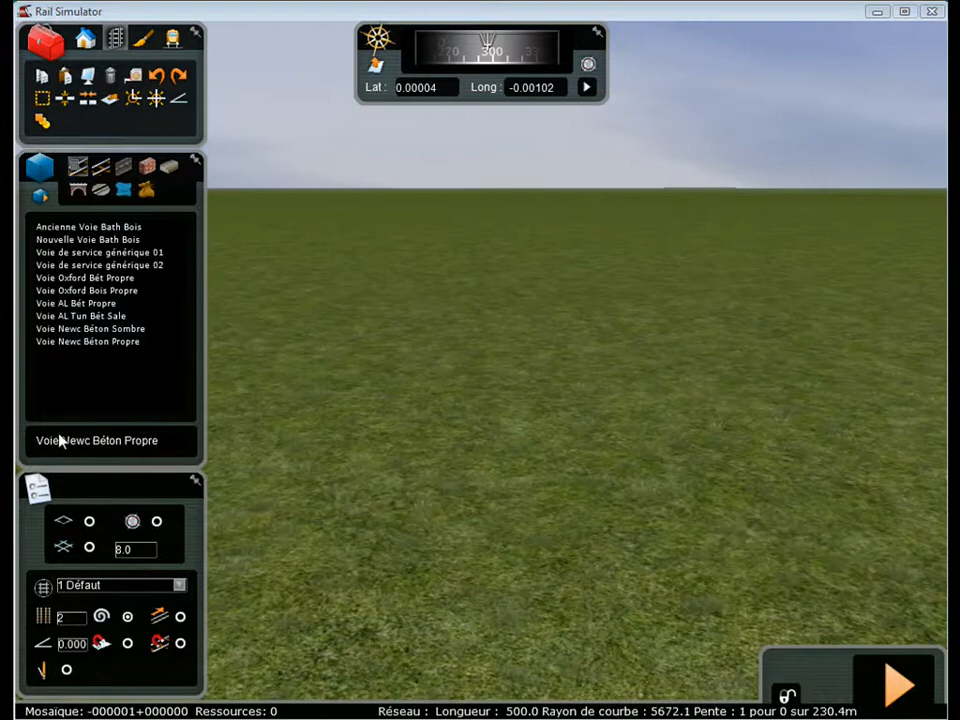 Rail Simulator
270 300 33
Lat : 0.00004 Long : -0.00102
Ancienne Voie Bath Bois
Nouvelle Voie Bath Bois
Voie de service générique 01
Voie de service générique 02
Voie Oxford Bét Propre
Voie Oxford Bois Propre
Voie AL Bét Propre
Voie AL Tun Bét Sale
Voie Newc Béton Sombre
Voie Newc Béton Propre
Voie Newc Béton Propre
8.0
1 Défaut
2
0.000
Mosaïque : -000001+000000 Ressources: 0 Réseau : Longueur : 500.0 Rayon de courbe : 5672.1 Pente : 1 pour 0 sur 230.4m